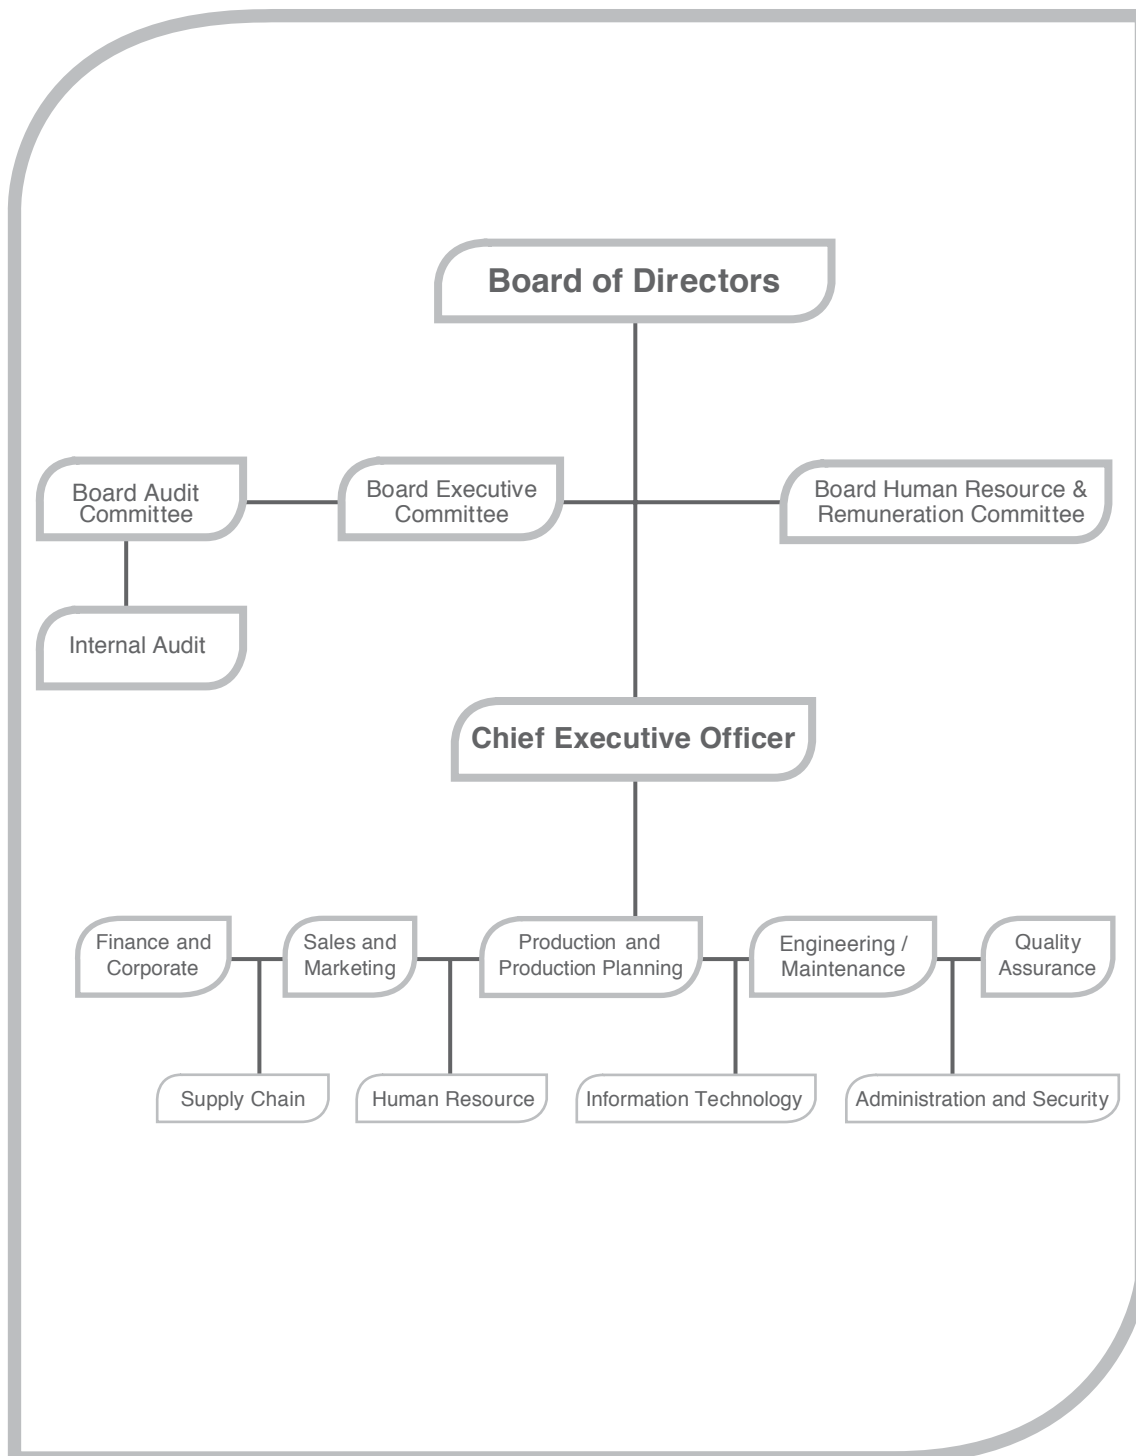 Board of Directors
Board Audit
Committee
Board Executive
Committee
Board Human Resource &
Remuneration Committee
Internal Audit
Chief Executive Officer
Finance and
Corporate
Sales and
Marketing
Production and
Production Planning
Engineering /
Maintenance
Quality
Assurance
Supply Chain
Human Resource
Information Technology
Administration and Security